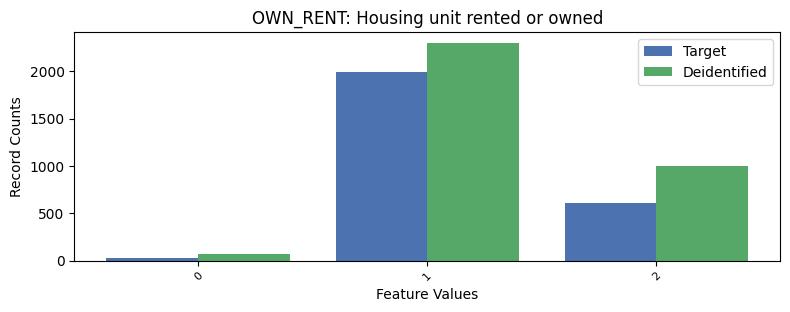 OWN_RENT: Housing unit rented or owned
Target
Deidentified
Record Counts
2000
1500
1000
500
0
0
1
2
Feature Values